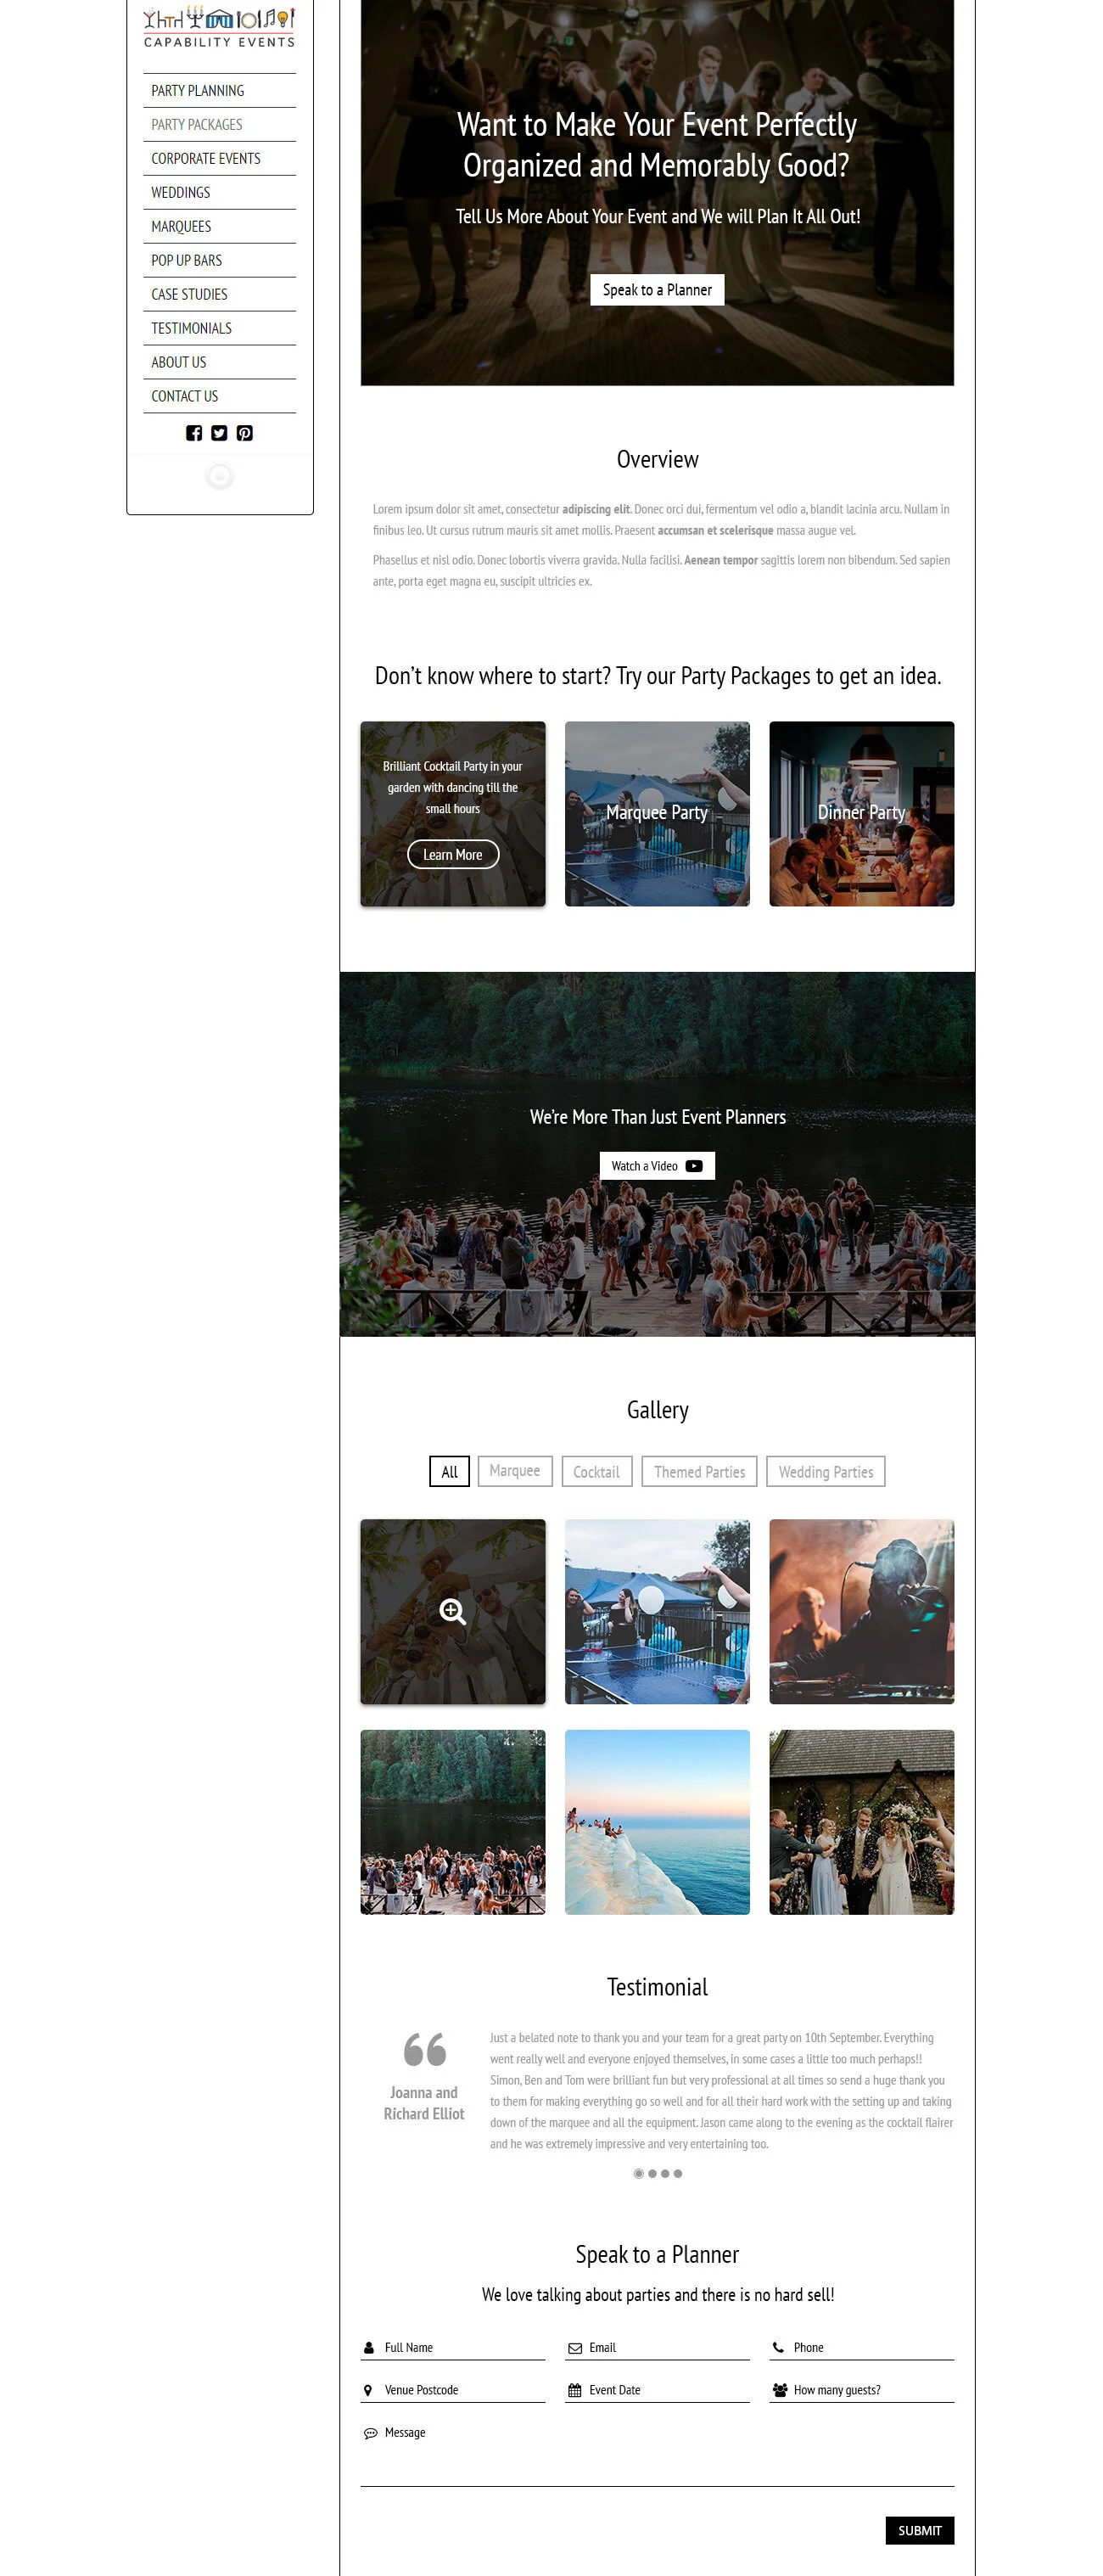 CAPABILITY EVENTS
PARTY PLANNING
PARTY PACKAGES
CORPORATE EVENTS
WEDDINGS
MARQUEES
POP UP BARS
CASE STUDIES
TESTIMONIALS
ABOUT US
CONTACT US
Want to Make Your Event Perfectly
Organized and Memorably Good?
Tell Us More About Your Event and We will Plan It All Out!
Speak to a Planner
Overview
Lorem ipsum dolor sit amet, consectetur adipiscing elit. Donec orci dui, fermentum vel odio a, blandit lacinia arcu. Nullam in
finibus leo. Ut cursus rutrum mauris sit amet mollis. Praesent accumsan et scelerisque massa augue vel.
Phasellus et nisl odio. Donec lobortis viverra gravida. Nulla facilisi. Aenean tempor sagittis lorem non bibendum. Sed sapien
ante, porta eget magna eu, suscipit ultricies ex.
Don’t know where to start? Try our Party Packages to get an idea.
Brilliant Cocktail Party in your
garden with dancing till the
small hours
Learn More
Marquee Party
Dinner Party
We’re More Than Just Event Planners
Watch a Video
Gallery
All
Marquee
Cocktail
Themed Parties
Wedding Parties
Testimonial
“
Joanna and
Richard Elliot
Just a belated note to thank you and your team for a great party on 10th September. Everything
went really well and everyone enjoyed themselves, in some cases a little too much perhaps!!
Simon, Ben and Tom were brilliant fun but very professional at all times so send a huge thank you
to them for making everything go so well and for all their hard work with the setting up and taking
down of the marquee and all the equipment. Jason came along to the evening as the cocktail flairer
and he was extremely impressive and very entertaining too.
Speak to a Planner
We love talking about parties and there is no hard sell!
Full Name
Email
Phone
Venue Postcode
Event Date
How many guests?
Message
SUBMIT